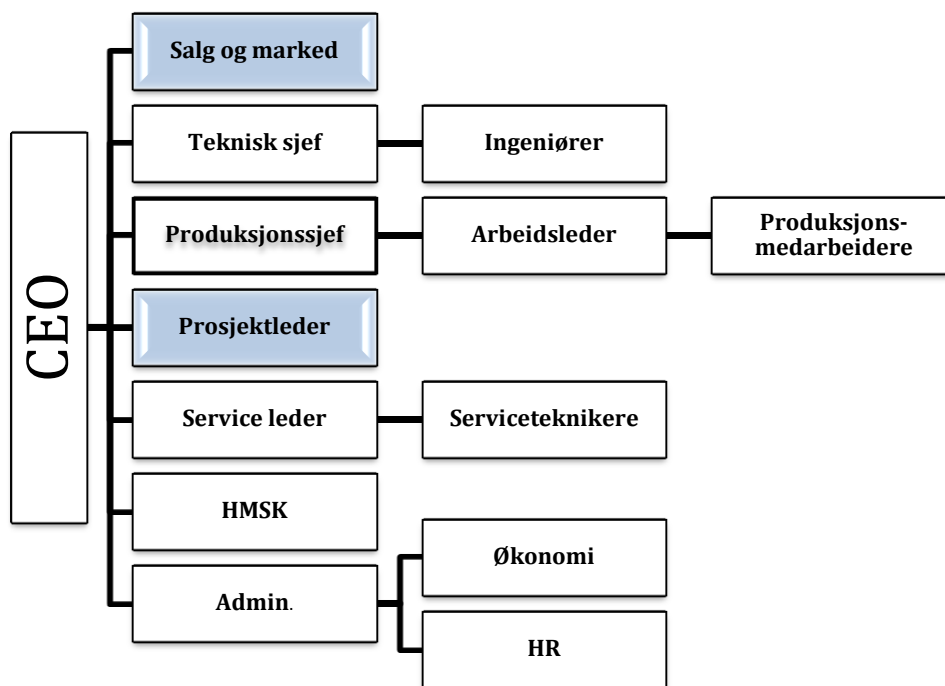 CEO
Salg og marked
Teknisk sjef
Ingeniører
Produksjonssjef
Arbeidsleder
Produksjons-
medarbeidere
Prosjektleder
Service leder
Serviceteknikere
HMSK
Admin.
Økonomi
HR